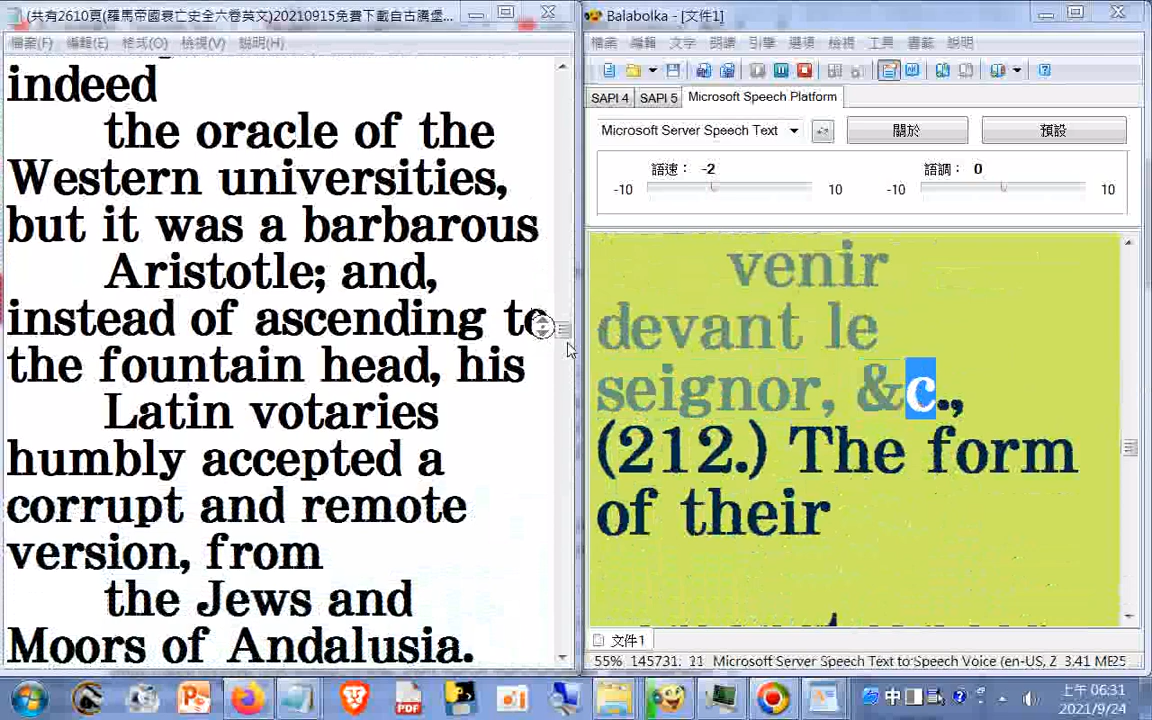 (共有2610頁(羅馬帝國衰亡史全六卷英文)20210915免費下載自古騰堡...
檔案(F) 編輯(E) 格式(O) 檢視(V) 說明(H)
indeed
the oracle of the
Western universities,
but it was a barbarous
Aristotle; and,
instead of ascending to
the fountain head, his
Latin votaries
humbly accepted a
corrupt and remote
version, from
the Jews and
Moors of Andalusia.
Balabolka - [文件1]
檔案 編輯 文字 朗讀 引擎 選項 檢視 工具 書籤 說明
SAPI 4 SAPI 5 Microsoft Speech Platform
Microsoft Server Speech Text 關於 預設
語速： -2 語調： 0
-10 10 -10 10
venir
devant le
seignor, &c.,
(212.) The form
of their
文件1
55% 145731. 11 Microsoft Server Speech Text to Speech Voice (en-US, Z 3.41 ME25
PDF
中
上午 06:31
2021/9/24